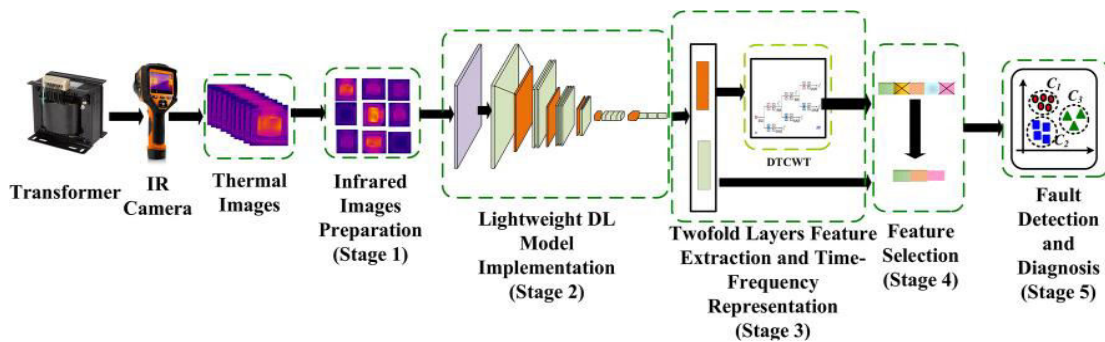 Transformer
IR
Camera
Thermal
Images
Infrared
Images
Preparation
(Stage 1)
Lightweight DL
Model
Implementation
(Stage 2)
DTCWT
Twofold Layers Feature
Extraction and Time-
Frequency
Representation
(Stage 3)
Feature
Selection
(Stage 4)
C1
C3
C2
Fault
Detection
and
Diagnosis
(Stage 5)